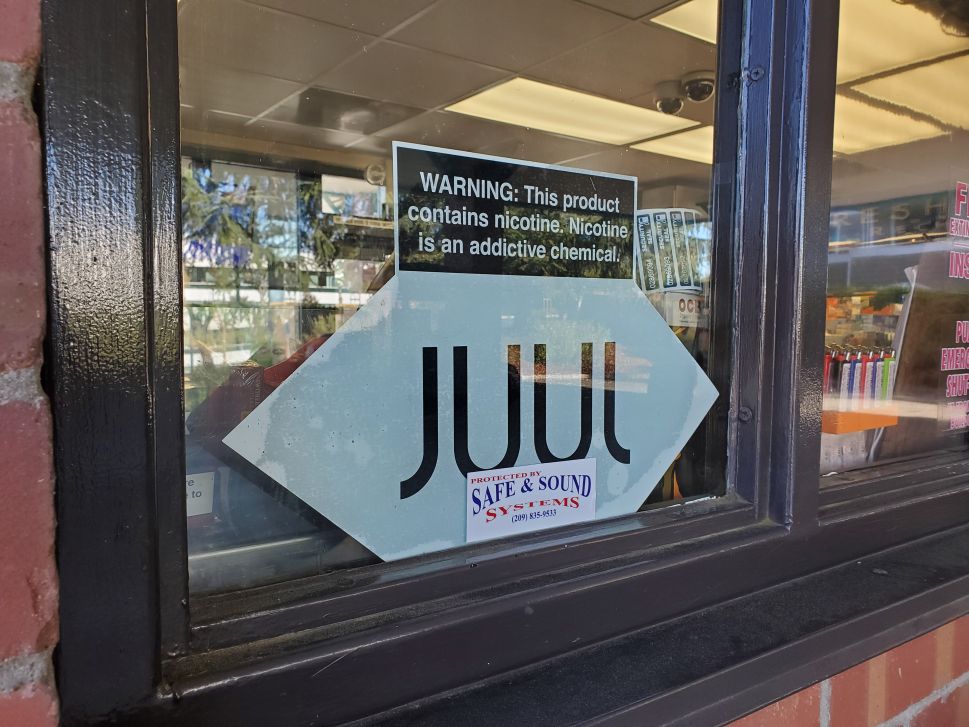 WARNING: This product
contains nicotine. Nicotine
is an addictive chemical.
JUUL
PROTECTED BY
SAFE & SOUND
SYSTEMS
(209) 835-9533